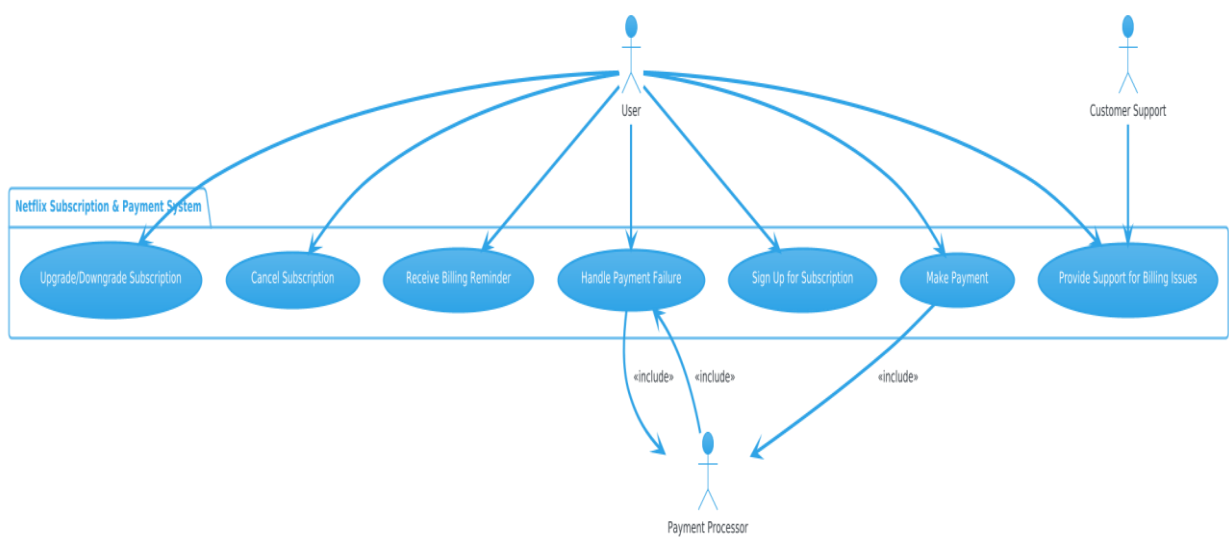 User
Customer Support
Netflix Subscription & Payment System
Upgrade/Downgrade Subscription
Cancel Subscription
Receive Billing Reminder
Handle Payment Failure
Sign Up for Subscription
Make Payment
Provide Support for Billing Issues
«include»
«include»
«include»
Payment Processor